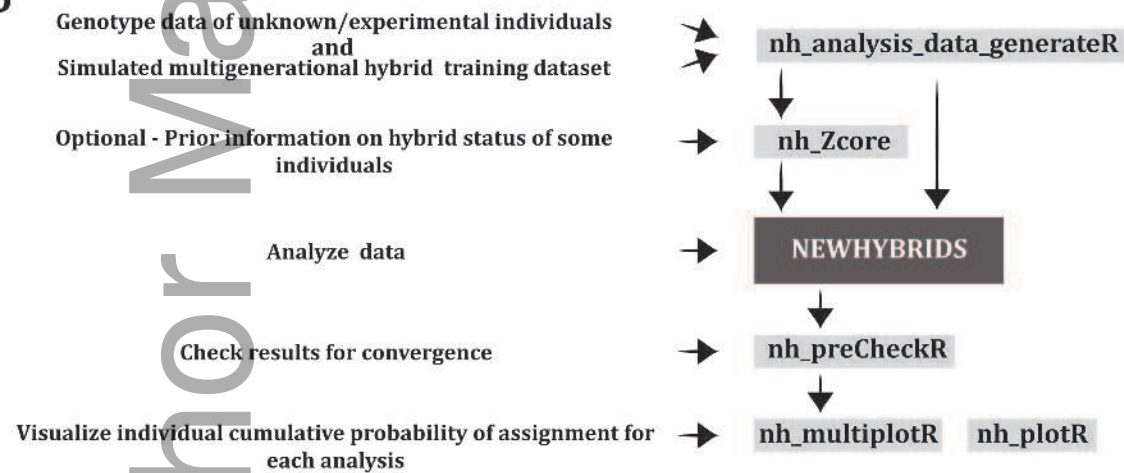 Genotype data of unknown/experimental individuals
and
Simulated multigenerational hybrid training dataset
nh_analysis_data_generateR
Optional - Prior information on hybrid status of some
individuals
nh_Zcore
Analyze data
NEWHYBRIDS
Check results for convergence
nh_preCheckR
Visualize individual cumulative probability of assignment for
each analysis
nh_multiplotR
nh_plotR
hor Ma